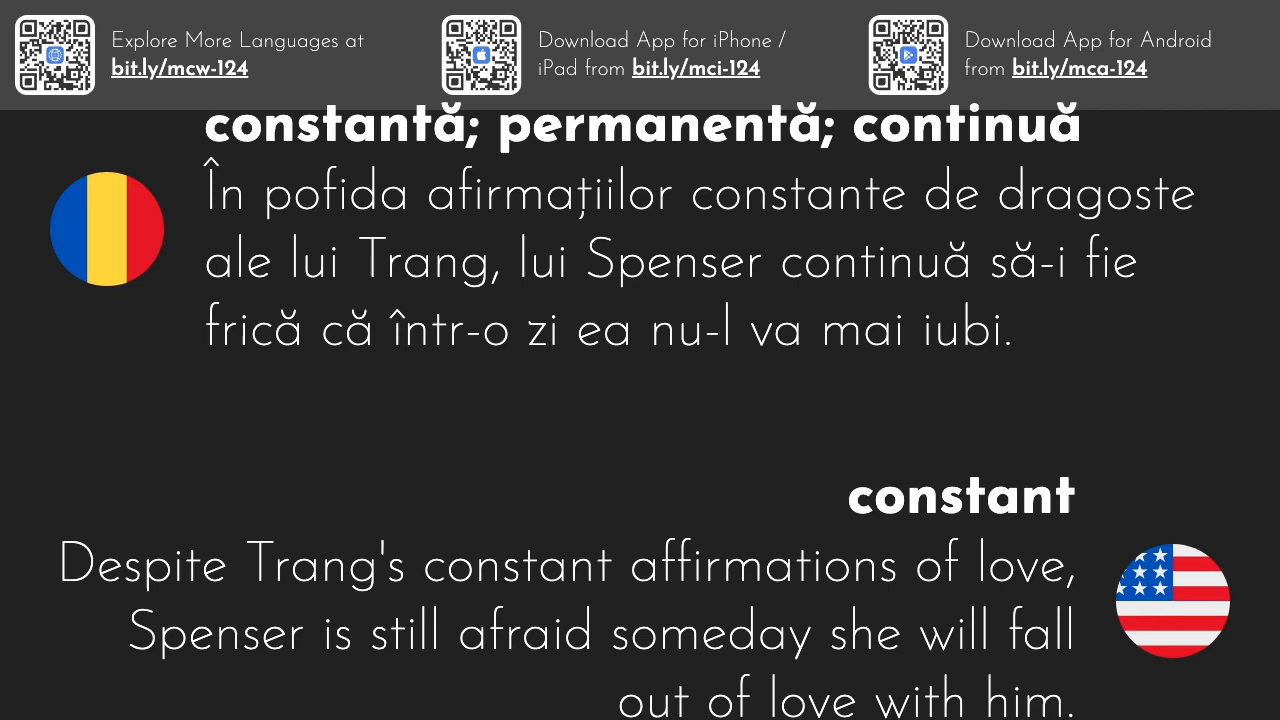 Explore More Languages at
bit.ly/mcw-124
Download App for iPhone /
iPad from bit.ly/mci-124
Download App for Android
from bit.ly/mca-124
constantă; permanentă; continuă
În pofida afirmațiilor constante de dragoste
ale lui Trang, lui Spenser continuă să-i fie
frică că într-o zi ea nu-l va mai iubi.
constant
Despite Trang's constant affirmations of love,
Spenser is still afraid someday she will fall
out of love with him.